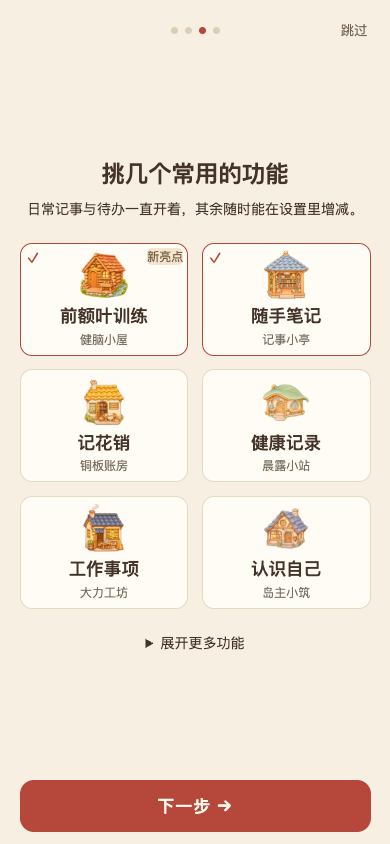 跳过
挑几个常用的功能
日常记事与待办一直开着，其余随时能在设置里增减。
新亮点
前额叶训练
健脑小屋
随手笔记
记事小亭
记花销
铜板账房
健康记录
晨露小站
工作事项
大力工坊
认识自己
岛主小筑
▶ 展开更多功能
下一步 →